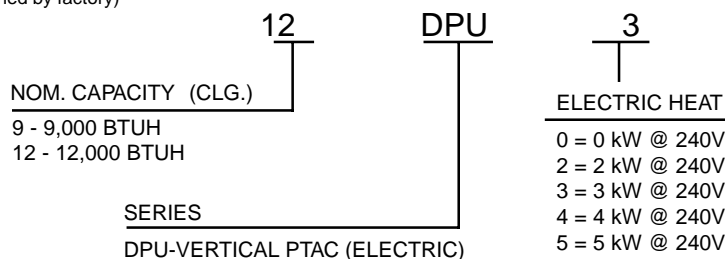 by factory)
12 DPU 3
NOM. CAPACITY (CLG.)
9 - 9,000 BTUH
12 - 12,000 BTUH
SERIES
DPU-VERTICAL PTAC (ELECTRIC)
ELECTRIC HEAT
0 = 0 kW @ 240V
2 = 2 kW @ 240V
3 = 3 kW @ 240V
4 = 4 kW @ 240V
5 = 5 kW @ 240V